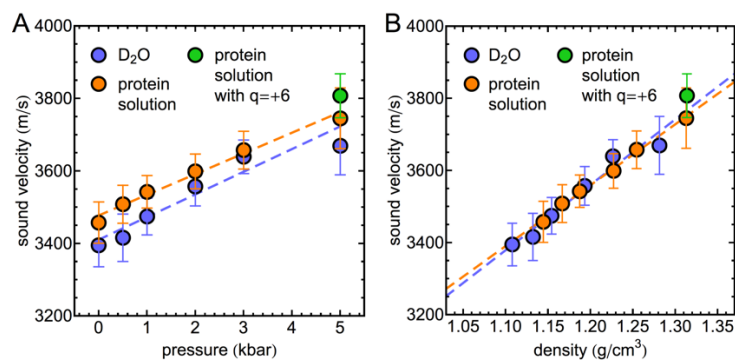 A
D₂O
protein
solution
protein
solution
with q=+6
4000
3800
3600
3400
3200
sound velocity (m/s)
0
1
2
3
4
5
pressure (kbar)
B
D₂O
protein
solution
protein
solution
with q=+6
4000
3800
3600
3400
3200
sound velocity (m/s)
1.05
1.10
1.15
1.20
1.25
1.30
1.35
density (g/cm³)